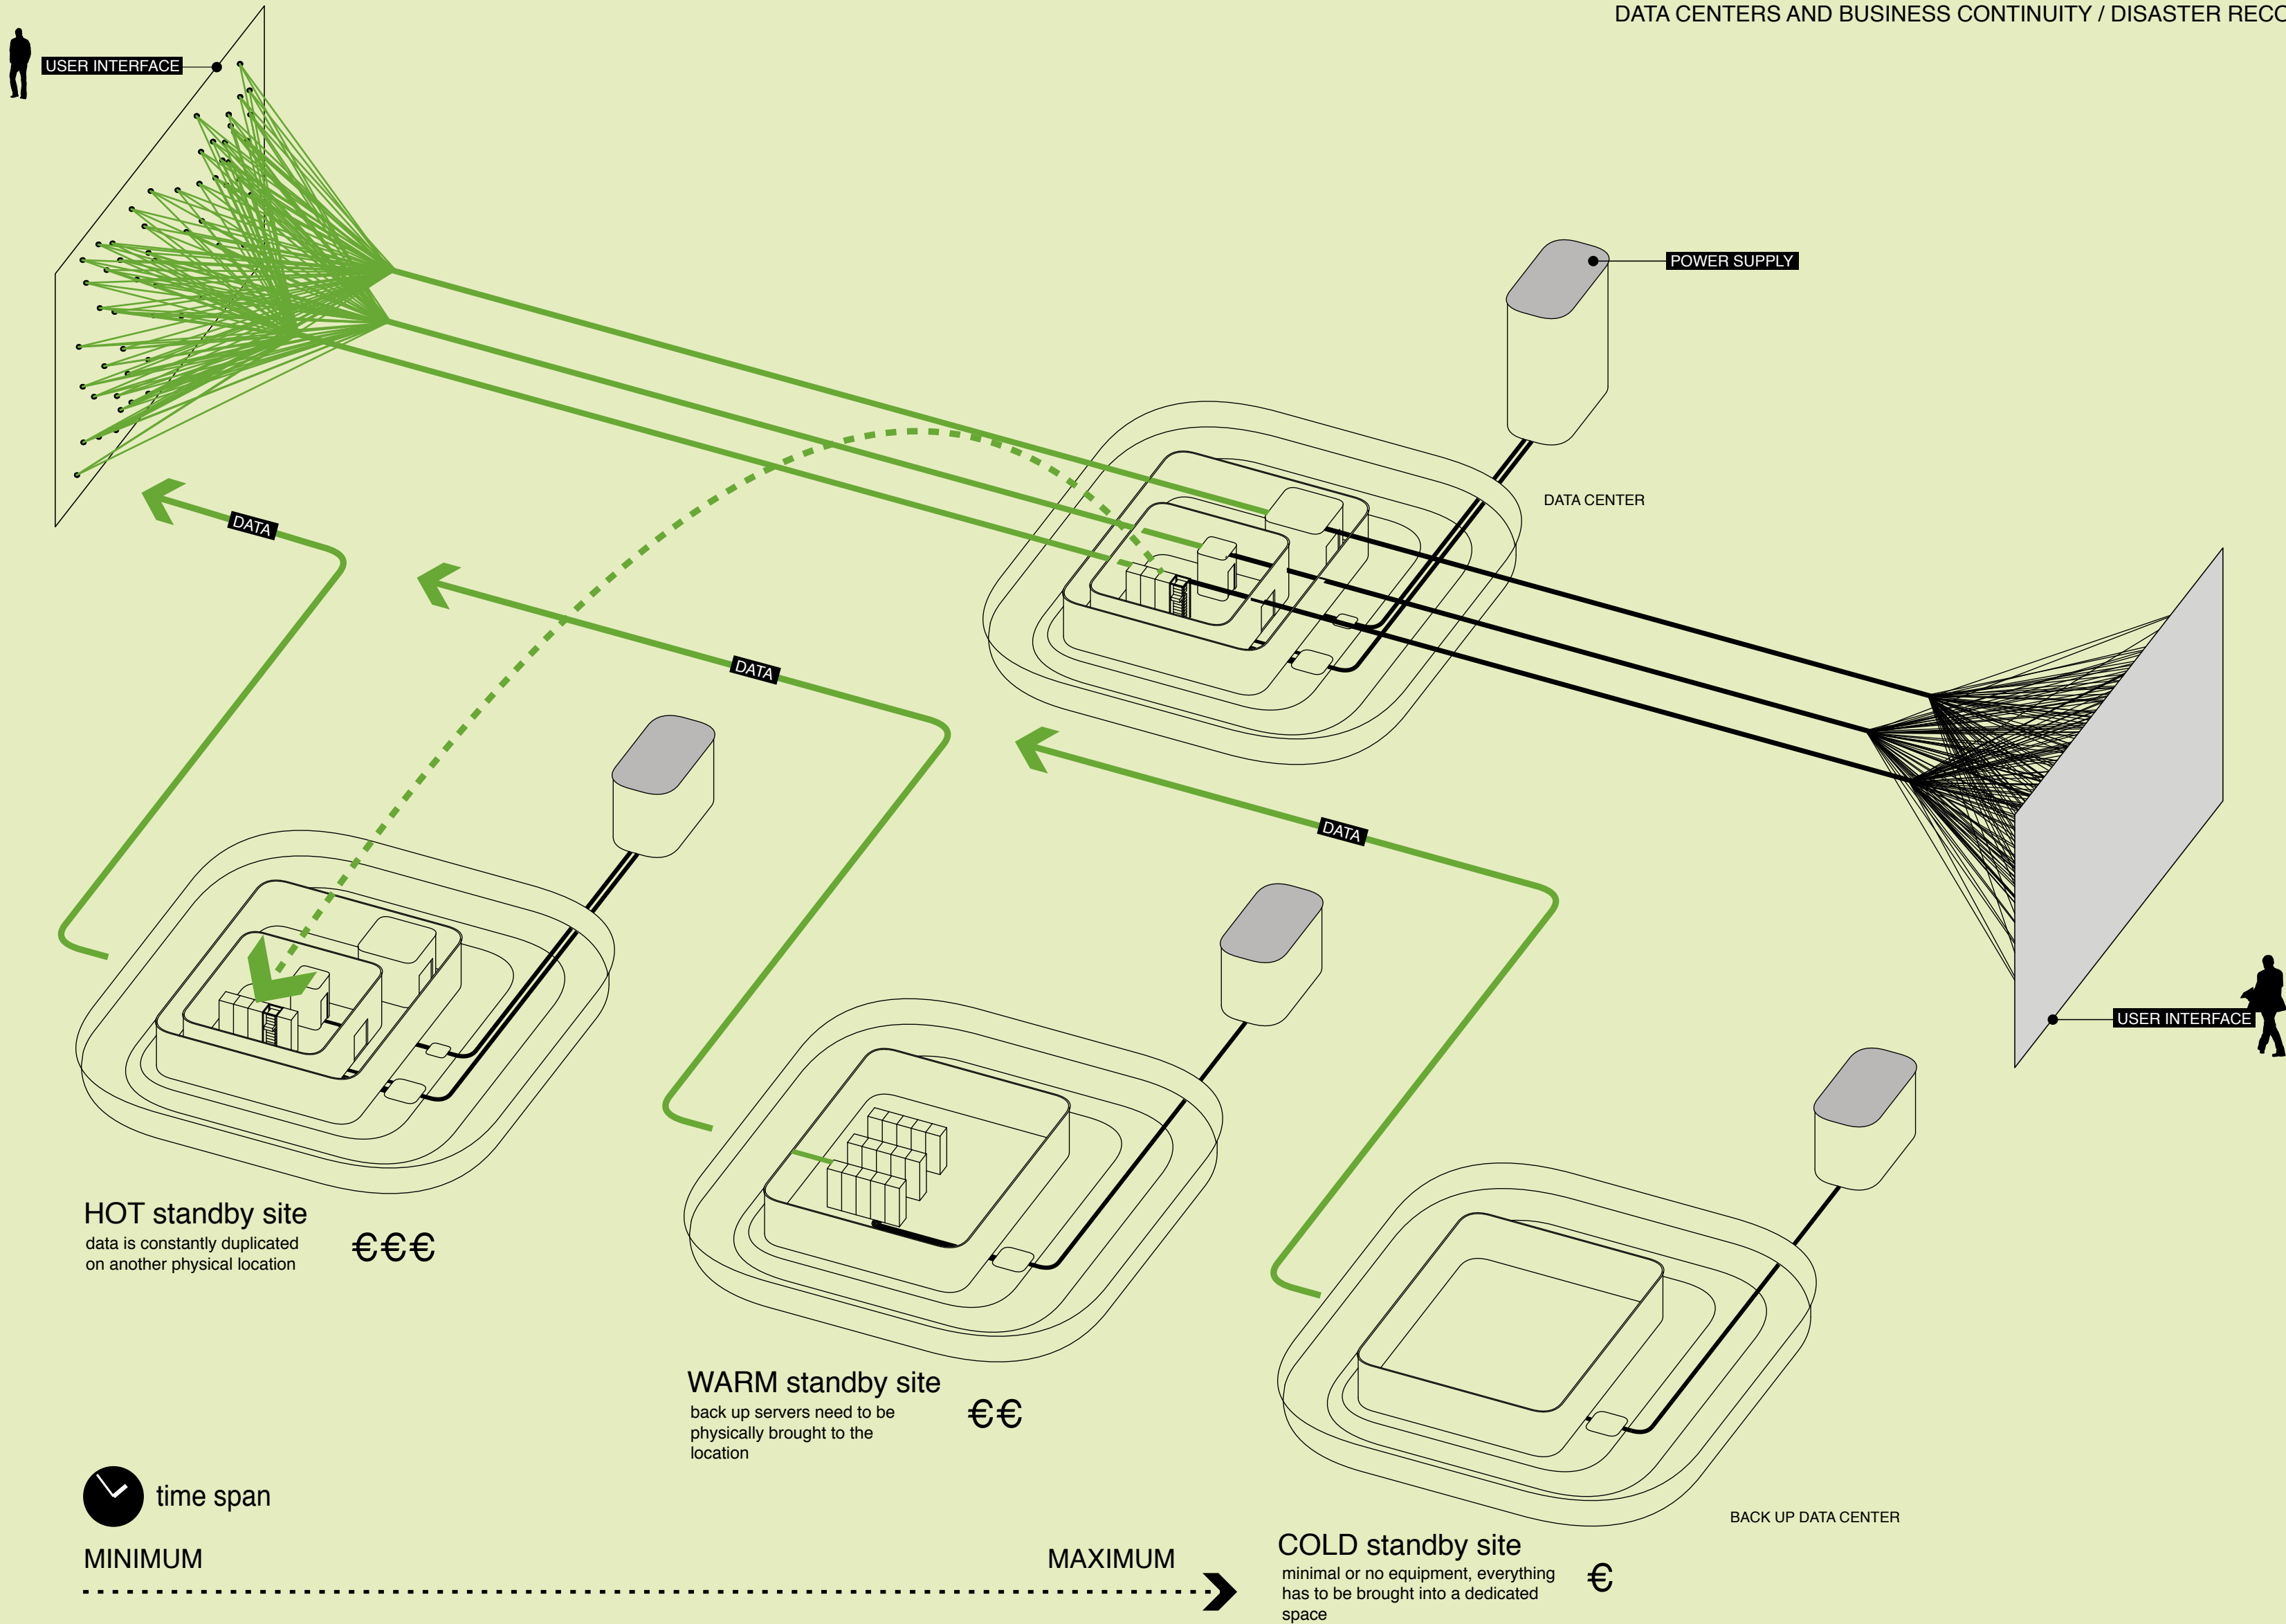 DATA CENTERS AND BUSINESS CONTINUITY / DISASTER RECO
USER INTERFACE
POWER SUPPLY
DATA CENTER
DATA
DATA
DATA
USER INTERFACE
HOT standby site
data is constantly duplicated
on another physical location
€€€
WARM standby site
back up servers need to be
physically brought to the
location
€€
time span
MINIMUM
MAXIMUM
BACK UP DATA CENTER
COLD standby site
minimal or no equipment, everything
has to be brought into a dedicated
space
€